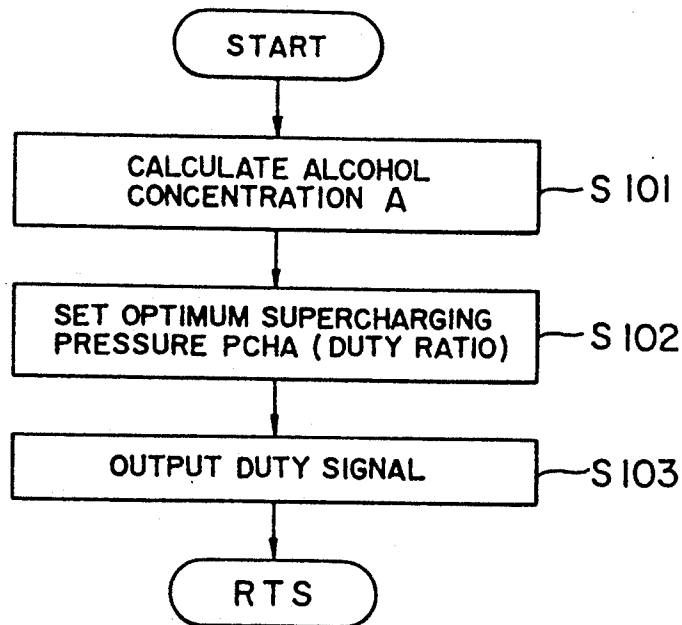 START
CALCULATE ALCOHOL
CONCENTRATION A
S 101
SET OPTIMUM SUPERCHARGING
PRESSURE PCHA (DUTY RATIO)
S 102
OUTPUT DUTY SIGNAL
S 103
RTS